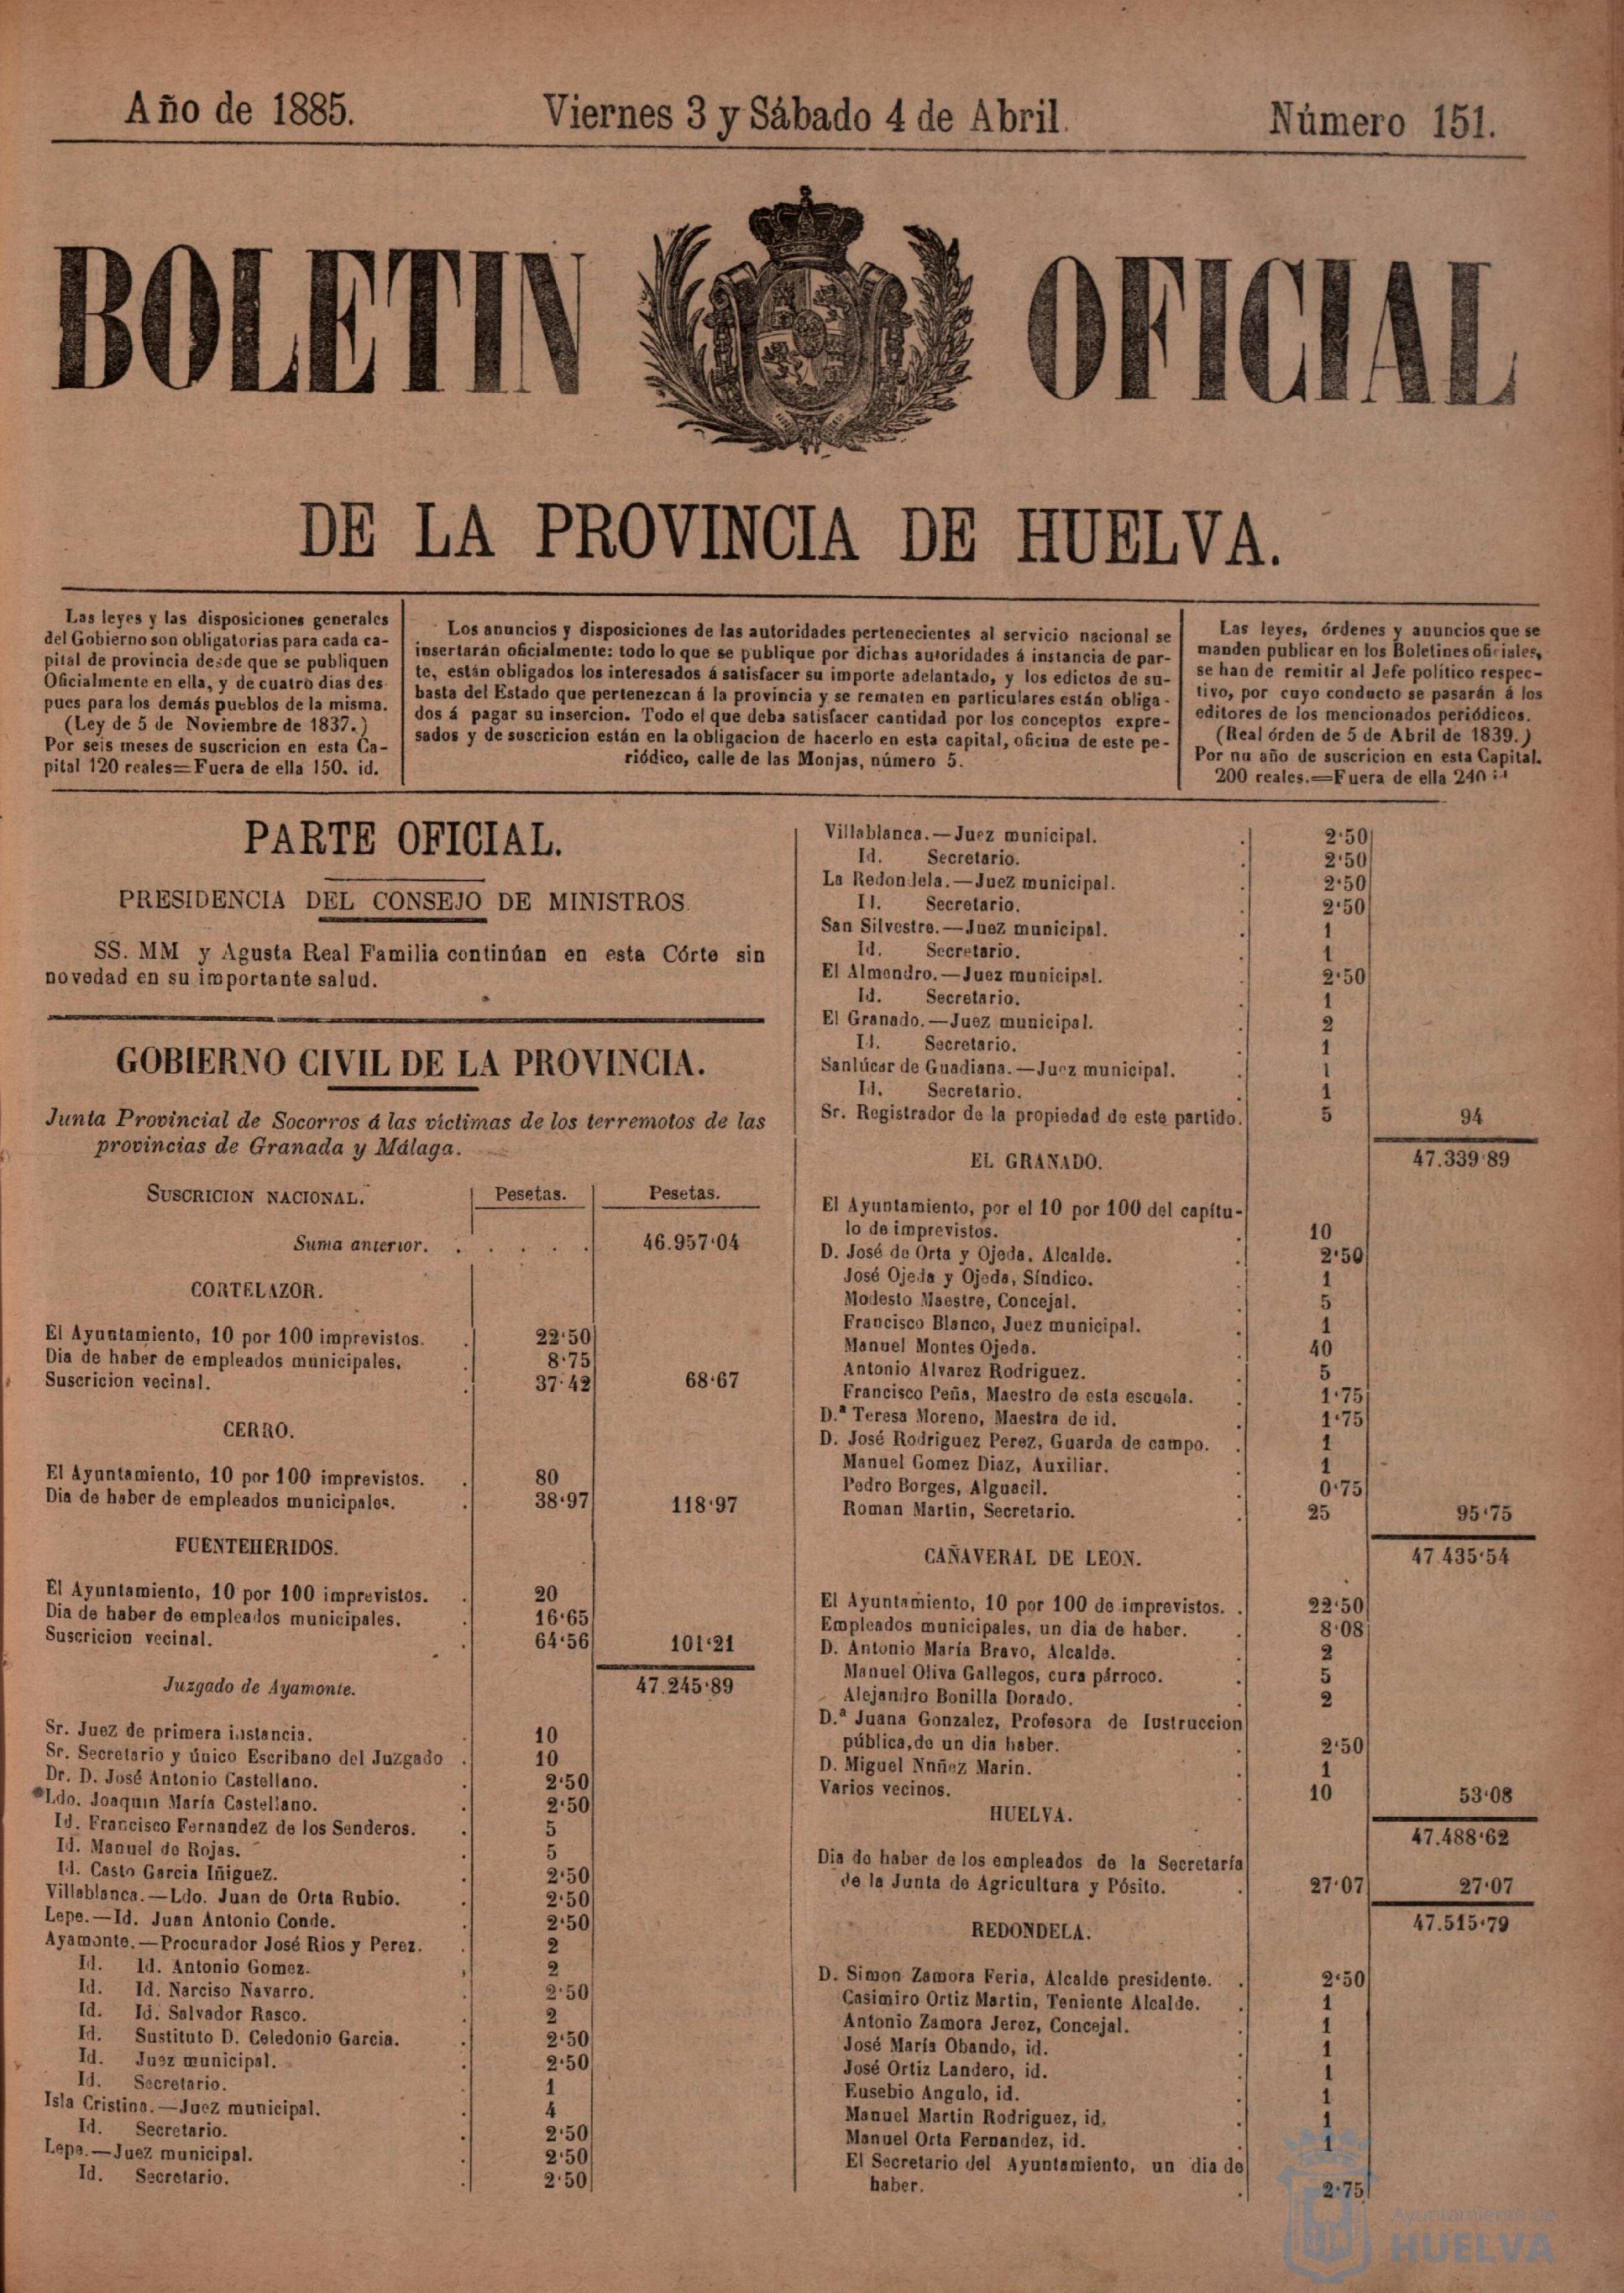 Año de 1885.
Viernes 3 y Sábado 4 de Abril.
Número 151.
BOLETIN OFICIAL
DE LA PROVINCIA DE HUELVA.
Las leyes y las disposiciones generales
del Gobierno son obligatorias para cada ca-
pital de provincia desde que se publiquen
Oficialmente en ella, y de cuatro dias des
pues para los demás pueblos de la misma.
(Ley de 5 de Noviembre de 1837.)
Por seis meses de suscricion en esta Ca-
pital 120 reales=Fuera de ella 150. id.
Los anuncios y disposiciones de las autoridades pertenecientes al servicio nacional se
insertarán oficialmente: todo lo que se publique por dichas autoridades á instancia de par-
te, están obligados los interesados á satisfacer su importe adelantado, y los edictos de su-
basta del Estado que pertenezcan á la provincia y se rematen en particulares están obliga-
dos á pagar su insercion. Todo el que deba satisfacer cantidad por los conceptos expre-
sados y de suscricion están en la obligacion de hacerlo en esta capital, oficina de este pe-
riódico, calle de las Monjas, número 5.
Las leyes, órdenes y anuncios que se
manden publicar en los Boletines oficiales,
se han de remitir al Jefe político respec-
tivo, por cuyo conducto se pasarán á los
editores de los mencionados periódicos.
(Real órden de 5 de Abril de 1839.)
Por nu año de suscricion en esta Capital.
200 reales.=Fuera de ella 240
PARTE OFICIAL.
PRESIDENCIA DEL CONSEJO DE MINISTROS.
SS. MM y Agusta Real Familia continúan en esta Córte sin
novedad en su importante salud.
GOBIERNO CIVIL DE LA PROVINCIA.
Junta Provincial de Socorros á las víctimas de los terremotos de las
provincias de Granada y Málaga.
SUSCRICION NACIONAL. Pesetas. Pesetas.
Suma anterior. . . . . . 46.957'04
CORTELAZOR.
El Ayuntamiento, 10 por 100 imprevistos. . 22'50
Dia de haber de empleados municipales. . 8'75
Suscricion vecinal. . 37'42 68'67
CERRO.
El Ayuntamiento, 10 por 100 imprevistos. . 80
Dia de haber de empleados municipales. . 38'97 118'97
FUENTEHERIDOS.
El Ayuntamiento, 10 por 100 imprevistos. . 20
Dia de haber de empleados municipales. . 16'65
Suscricion vecinal. . 64'56 101'21
47.245'89
Juzgado de Ayamonte.
Sr. Juez de primera instancia. . 10
Sr. Secretario y único Escribano del Juzgado . 10
Dr. D. José Antonio Castellano. . 2'50
Ldo. Joaquin María Castellano. . 2'50
Id. Francisco Fernandez de los Senderos. . 5
Id. Manuel de Rojas. . 5
Id. Casto Garcia Iñiguez. . 2'50
Villablanca.—Ldo. Juan de Orta Rubio. . 2'50
Lepe.—Id. Juan Antonio Conde. . 2'50
Ayamonte.—Procurador José Rios y Perez. . 2
Id. Id. Antonio Gomez. . 2
Id. Id. Narciso Navarro. . 2'50
Id. Id. Salvador Rasco. . 2
Id. Sustituto D. Celedonio Garcia. . 2'50
Id. Juez municipal. . 2'50
Id. Secretario. . 1
Isla Cristina.—Juez municipal. . 4
Id. Secretario. . 2'50
Lepe.—Juez municipal. . 2'50
Id. Secretario. . 2'50
Villablanca.—Juez municipal. . 2'50
Id. Secretario. . 2'50
La Redondela.—Juez municipal. . 2'50
Id. Secretario. . 2'50
San Silvestre.—Juez municipal. . 1
Id. Secretario. . 1
El Almendro.—Juez municipal. . 2'50
Id. Secretario. . 1
El Granado.—Juez municipal. . 2
Id. Secretario. . 1
Sanlúcar de Guadiana.—Juez municipal. . 1
Id. Secretario. . 1
Sr. Registrador de la propiedad de este partido. 5 94
47.339'89
EL GRANADO.
El Ayuntamiento, por el 10 por 100 del capítu-
lo de imprevistos. . 10
D. José de Orta y Ojeda. Alcalde. . 2'50
José Ojeda y Ojeda, Síndico. . 1
Modesto Maestre, Concejal. . 5
Francisco Blanco, Juez municipal. . 1
Manuel Montes Ojeda. . 40
Antonio Alvarez Rodriguez. . 5
Francisco Peña, Maestro de esta escuela. . 1'75
D.ª Teresa Moreno, Maestra de id. . 1'75
D. José Rodriguez Perez, Guarda de campo. . 1
Manuel Gomez Diaz, Auxiliar. . 1
Pedro Borges, Alguacil. . 0'75
Roman Martin, Secretario. . 25 95'75
47.435'54
CAÑAVERAL DE LEON.
El Ayuntamiento, 10 por 100 de imprevistos. . 22'50
Empleados municipales, un dia de haber. . 8'08
D. Antonio María Bravo, Alcalde. . 2
Manuel Oliva Gallegos, cura párroco. . 5
Alejandro Bonilla Dorado. . 2
D.ª Juana Gonzalez, Profesora de Instruccion
pública, de un dia haber. . 2'50
D. Miguel Nnñez Marin. . 1
Varios vecinos. . 10 53'08
47.488'62
HUELVA.
Dia de haber de los empleados de la Secretaría
de la Junta de Agricultura y Pósito. . 27'07 27'07
47.515'79
REDONDELA.
D. Simon Zamora Feria, Alcalde presidente. . 2'50
Casimiro Ortiz Martin, Teniente Alcalde. . 1
Antonio Zamora Jerez, Concejal. . 1
José María Obando, id. . 1
José Ortiz Landero, id. . 1
Eusebio Angulo, id. . 1
Manuel Martin Rodriguez, id. . 1
Manuel Orta Fernandez, id. . 1
El Secretario del Ayuntamiento, un dia de
haber. . 2'75
Ayuntamiento de
HUELVA